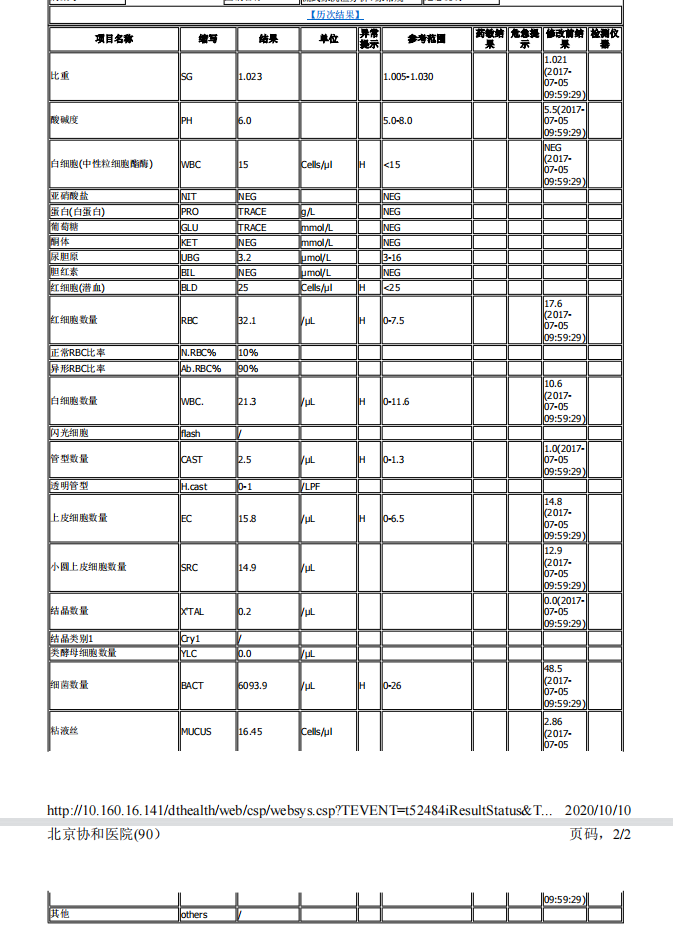 【历次结果】
项目名称 缩写 结果 单位 异常提示 参考范围 药敏结果 危急提示 修改前结果 检测仪器
比重 SG 1.023 1.005-1.030 1.021 (2017-07-05 09:59:29)
酸碱度 PH 6.0 5.0-8.0 5.5(2017-07-05 09:59:29)
白细胞(中性粒细胞酯酶) WBC 15 Cells/μl H <15 NEG (2017-07-05 09:59:29)
亚硝酸盐 NIT NEG NEG
蛋白(白蛋白) PRO TRACE g/L NEG
葡萄糖 GLU TRACE mmol/L NEG
酮体 KET NEG mmol/L NEG
尿胆原 UBG 3.2 μmol/L 3-16
胆红素 BIL NEG μmol/L NEG
红细胞(潜血) BLD 25 Cells/μl H <25
红细胞数量 RBC 32.1 /μL H 0-7.5 17.6 (2017-07-05 09:59:29)
正常RBC比率 N.RBC% 10%
异形RBC比率 Ab.RBC% 90%
白细胞数量 WBC. 21.3 /μL H 0-11.6 10.6 (2017-07-05 09:59:29)
闪光细胞 flash /
管型数量 CAST 2.5 /μL H 0-1.3 1.0(2017-07-05 09:59:29)
透明管型 H.cast 0-1 /LPF
上皮细胞数量 EC 15.8 /μL H 0-6.5 14.8 (2017-07-05 09:59:29)
小圆上皮细胞数量 SRC 14.9 /μL 12.9 (2017-07-05 09:59:29)
结晶数量 X'TAL 0.2 /μL 0.0(2017-07-05 09:59:29)
结晶类别1 Cry1 /
类酵母细胞数量 YLC 0.0 /μL
细菌数量 BACT 6093.9 /μL H 0-26 48.5 (2017-07-05 09:59:29)
粘液丝 MUCUS 16.45 Cells/μl 2.86 (2017-07-05
http://10.160.16.141/dthealth/web/csp/websys.csp?TEVENT=t52484iResultStatus&T... 2020/10/10
北京协和医院(90) 页码，2/2
09:59:29)
其他 others /